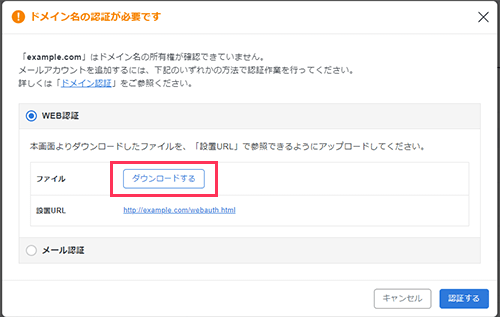 ドメイン名の認証が必要です
「example.com」はドメイン名の所有権が確認できていません。
メールアカウントを追加するには、下記のいずれかの方法で認証作業を行ってください。
詳しくは「ドメイン認証」をご参照ください。
WEB認証
本画面よりダウンロードしたファイルを、「設置URL」で参照できるようにアップロードしてください。
ファイル ダウンロードする
設置URL http://example.com/webauth.html
メール認証
キャンセル 認証する